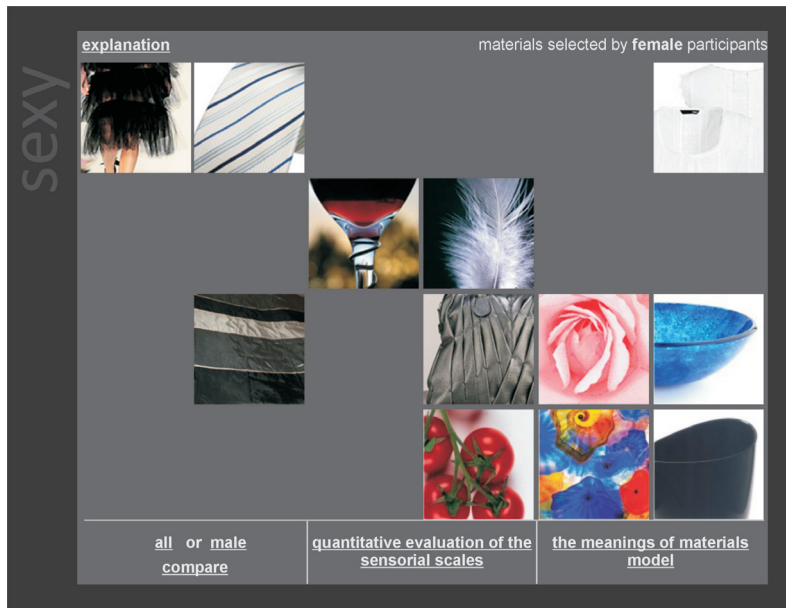 sexy
explanation
materials selected by female participants
all or male
compare
quantitative evaluation of the
sensorial scales
the meanings of materials
model